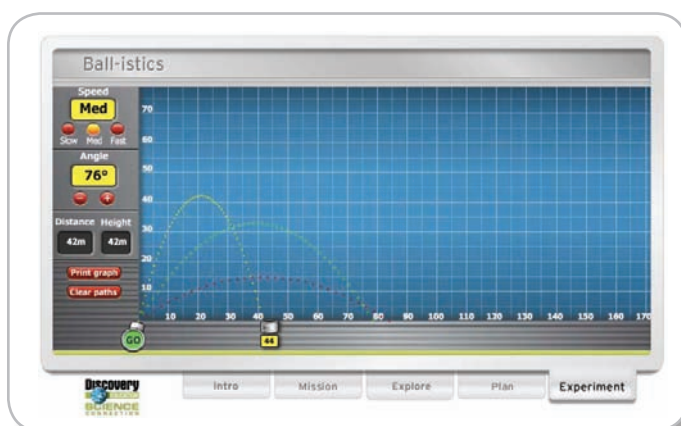 Ball-istics
Speed
Med
Slow Med Fast
Angle
76°
Distance Height
42m 42m
Print graph
Clear paths
70
60
50
40
30
20
10
10 20 30 40 50 60 70 80 90 100 110 120 130 140 150 160 170
GO
44
Discovery
SCIENCE
CONNECTION
Intro Mission Explore Plan Experiment